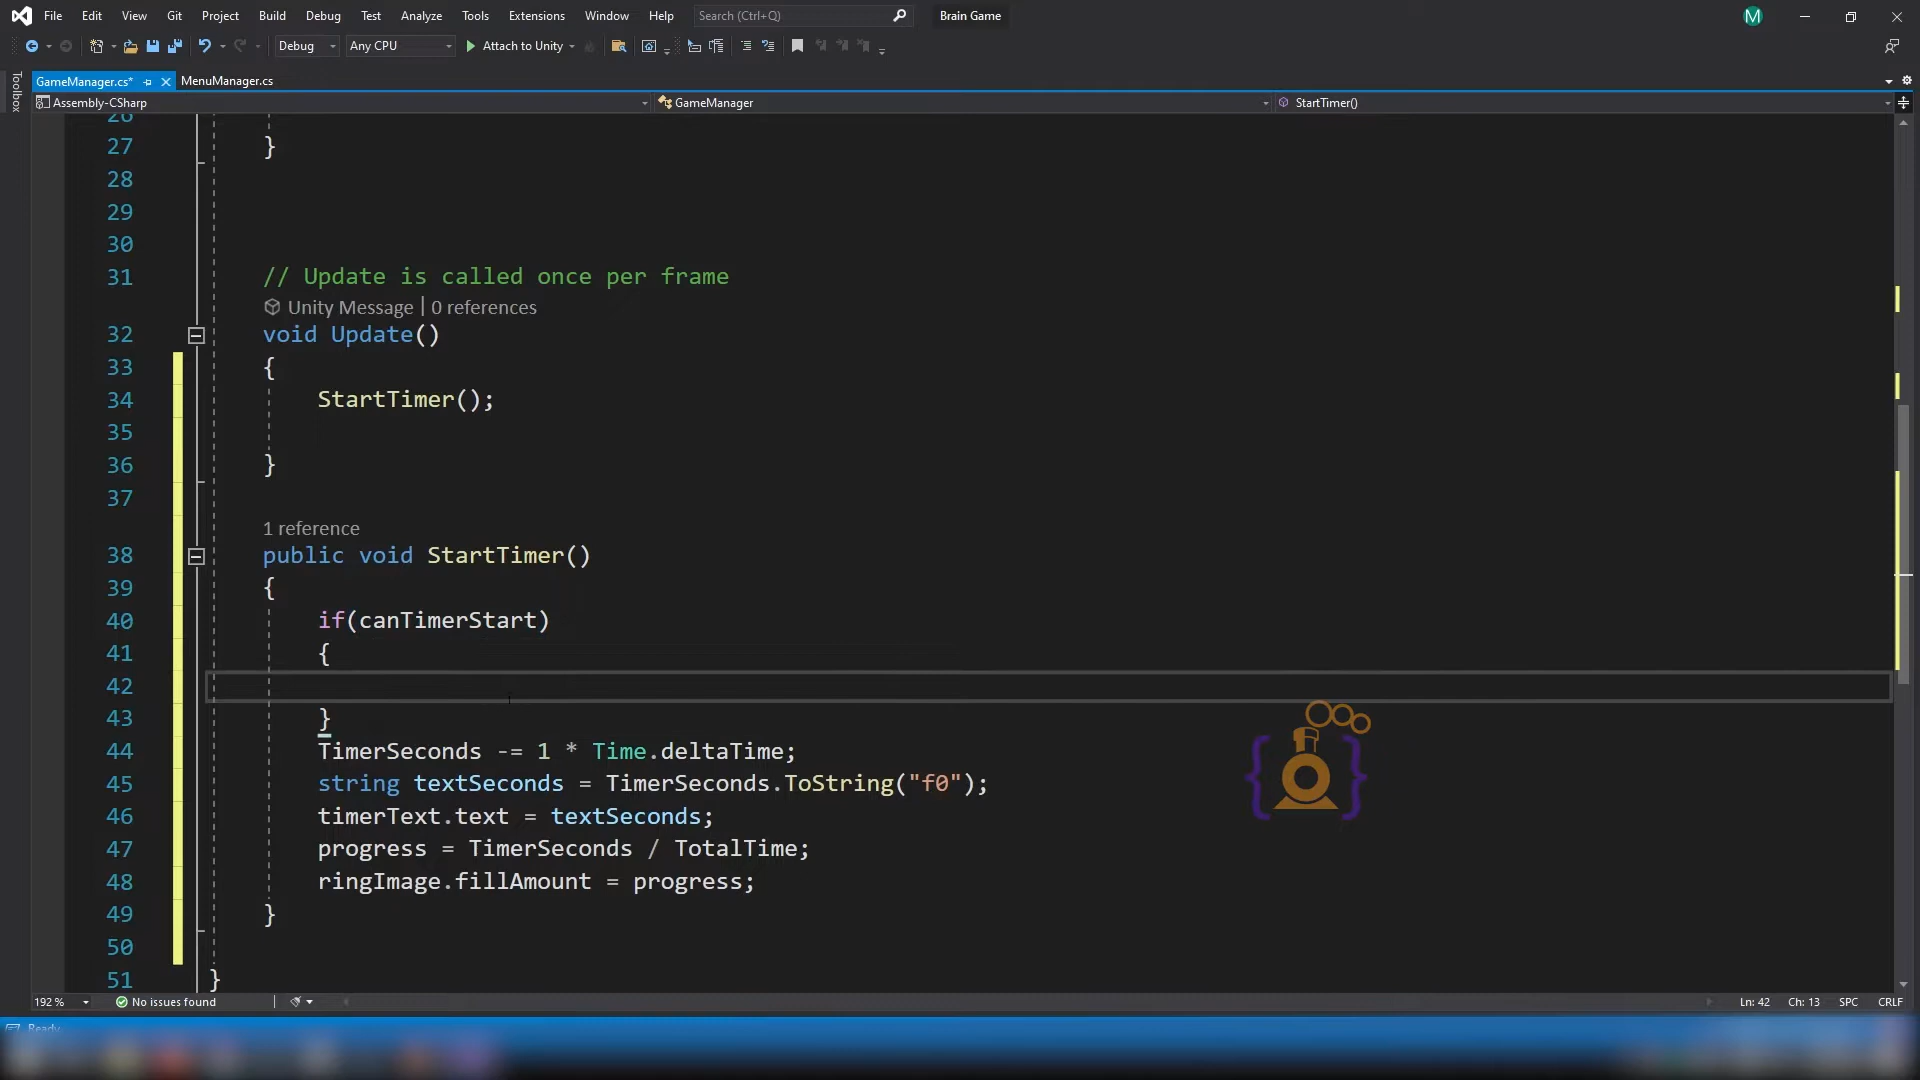 File Edit View Git Project Build Debug Test Analyze Tools Extensions Window Help Search (Ctrl+Q) Brain Game M
Debug Any CPU Attach to Unity
Toolbox
GameManager.cs* MenuManager.cs
Assembly-CSharp GameManager StartTimer()
26
27 }
28
29
30
31 // Update is called once per frame
Unity Message | 0 references
32 void Update()
33 {
34 StartTimer();
35
36 }
37
1 reference
38 public void StartTimer()
39 {
40 if(canTimerStart)
41 {
42
43 }
44 TimerSeconds -= 1 * Time.deltaTime;
45 string textSeconds = TimerSeconds.ToString("f0");
46 timerText.text = textSeconds;
47 progress = TimerSeconds / TotalTime;
48 ringImage.fillAmount = progress;
49 }
50
51 }
192 % No issues found Ln: 42 Ch: 13 SPC CRLF
Ready